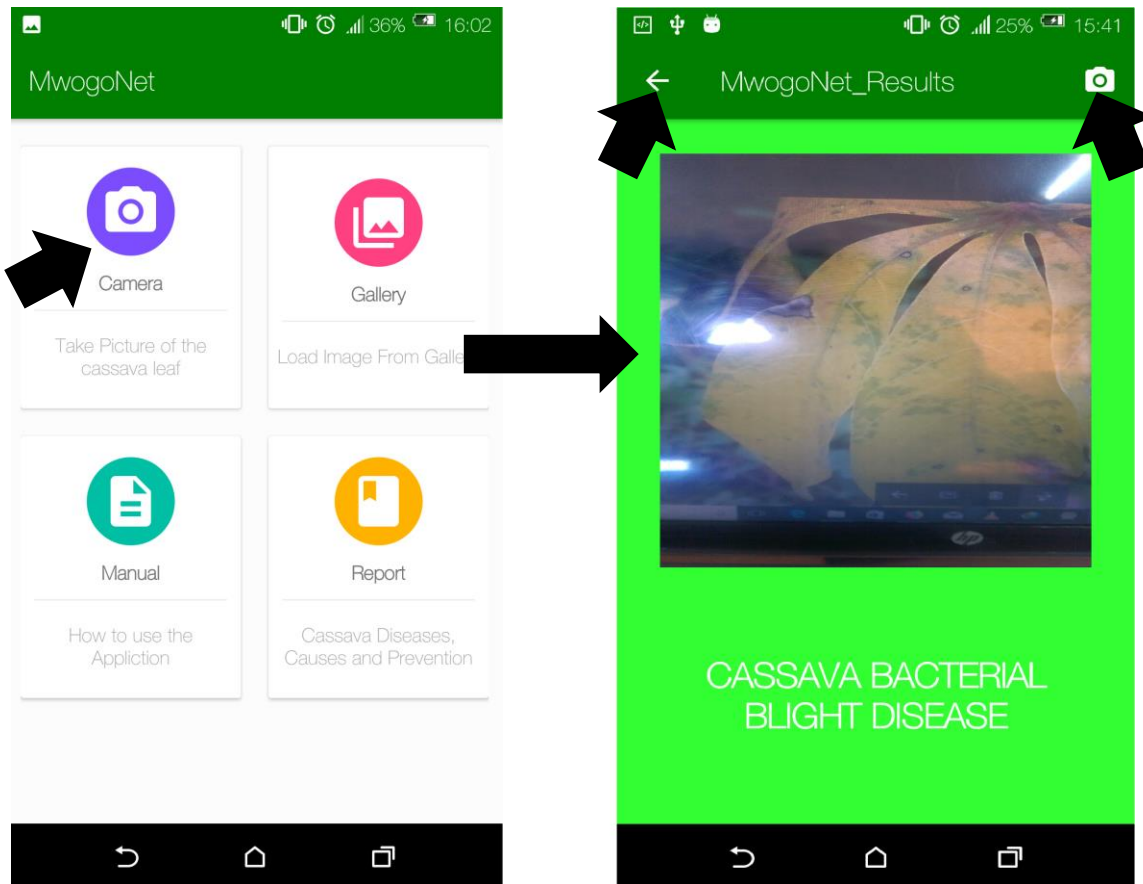 36% 16:02
MwogoNet
Camera
Take Picture of the
cassava leaf
Gallery
Load Image From Galle
Manual
How to use the
Appliction
Report
Cassava Diseases,
Causes and Prevention
25% 15:41
MwogoNet_Results
hp
CASSAVA BACTERIAL
BLIGHT DISEASE